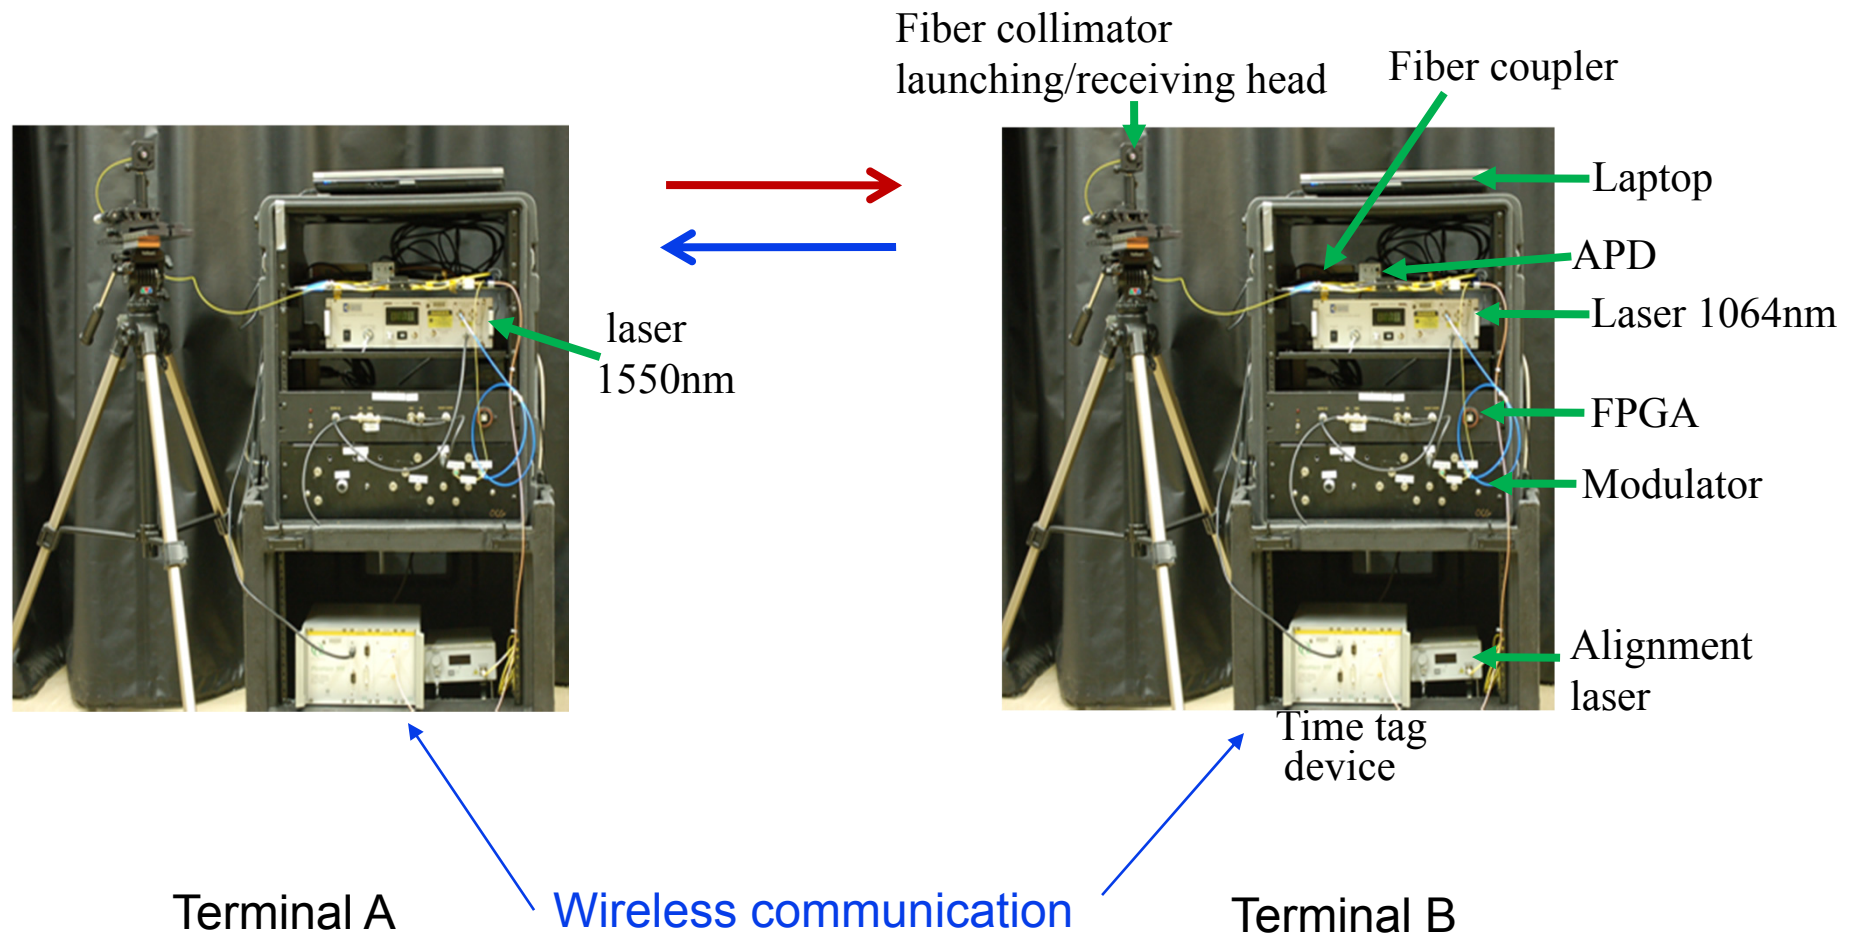 Fiber collimator
launching/receiving head
Fiber coupler
Laptop
APD
Laser 1064nm
laser
1550nm
FPGA
Modulator
Alignment
laser
Time tag
device
Terminal A
Wireless communication
Terminal B